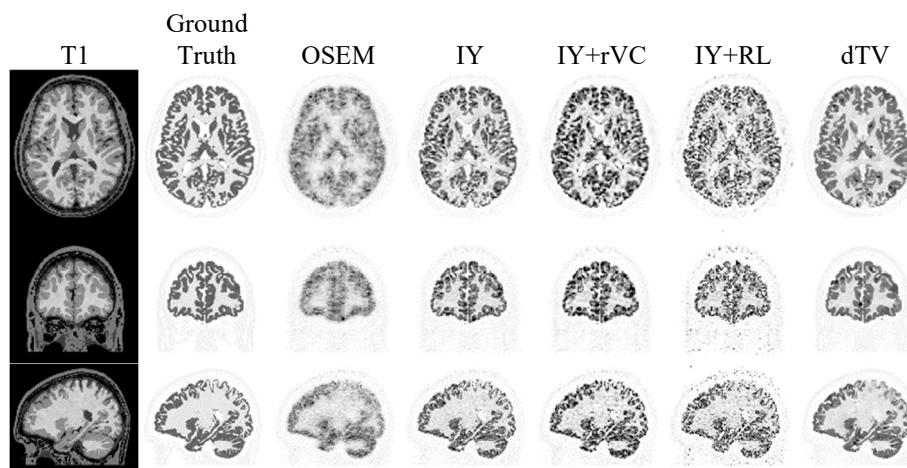 T1
Ground
Truth
OSEM
IY
IY+rVC
IY+RL
dTV